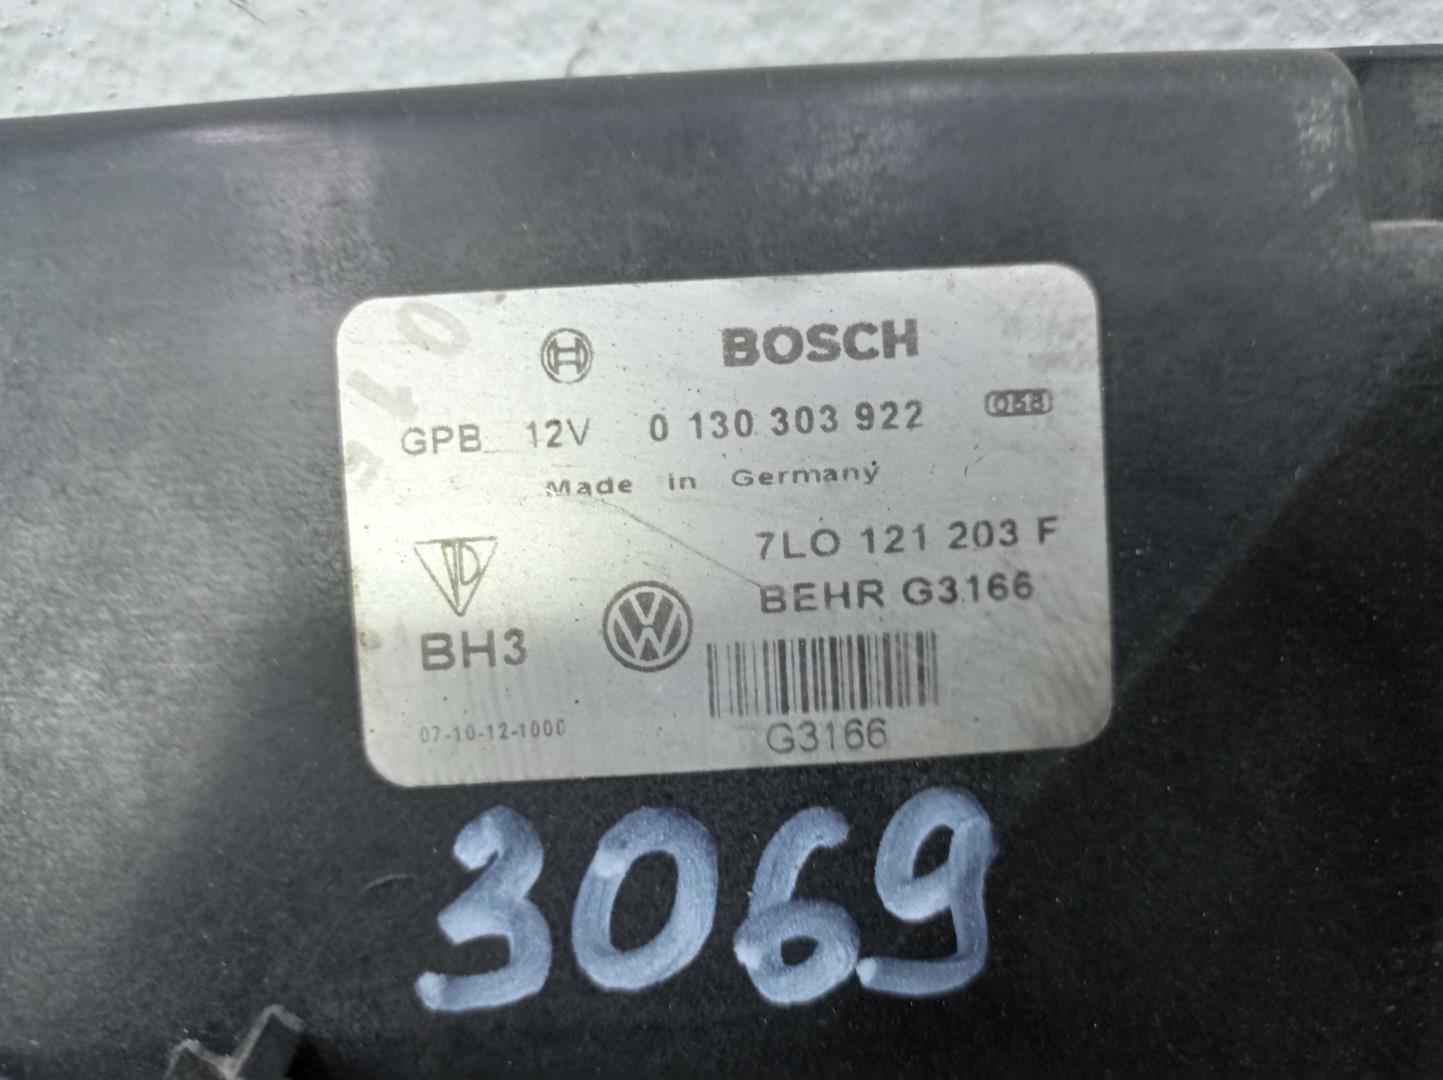 BOSCH
GPB 12V 0 130 303 922
Made in Germany
7LO 121 203 F
BEHR G3166
BH3
07-10-12-1000
G3166
3069